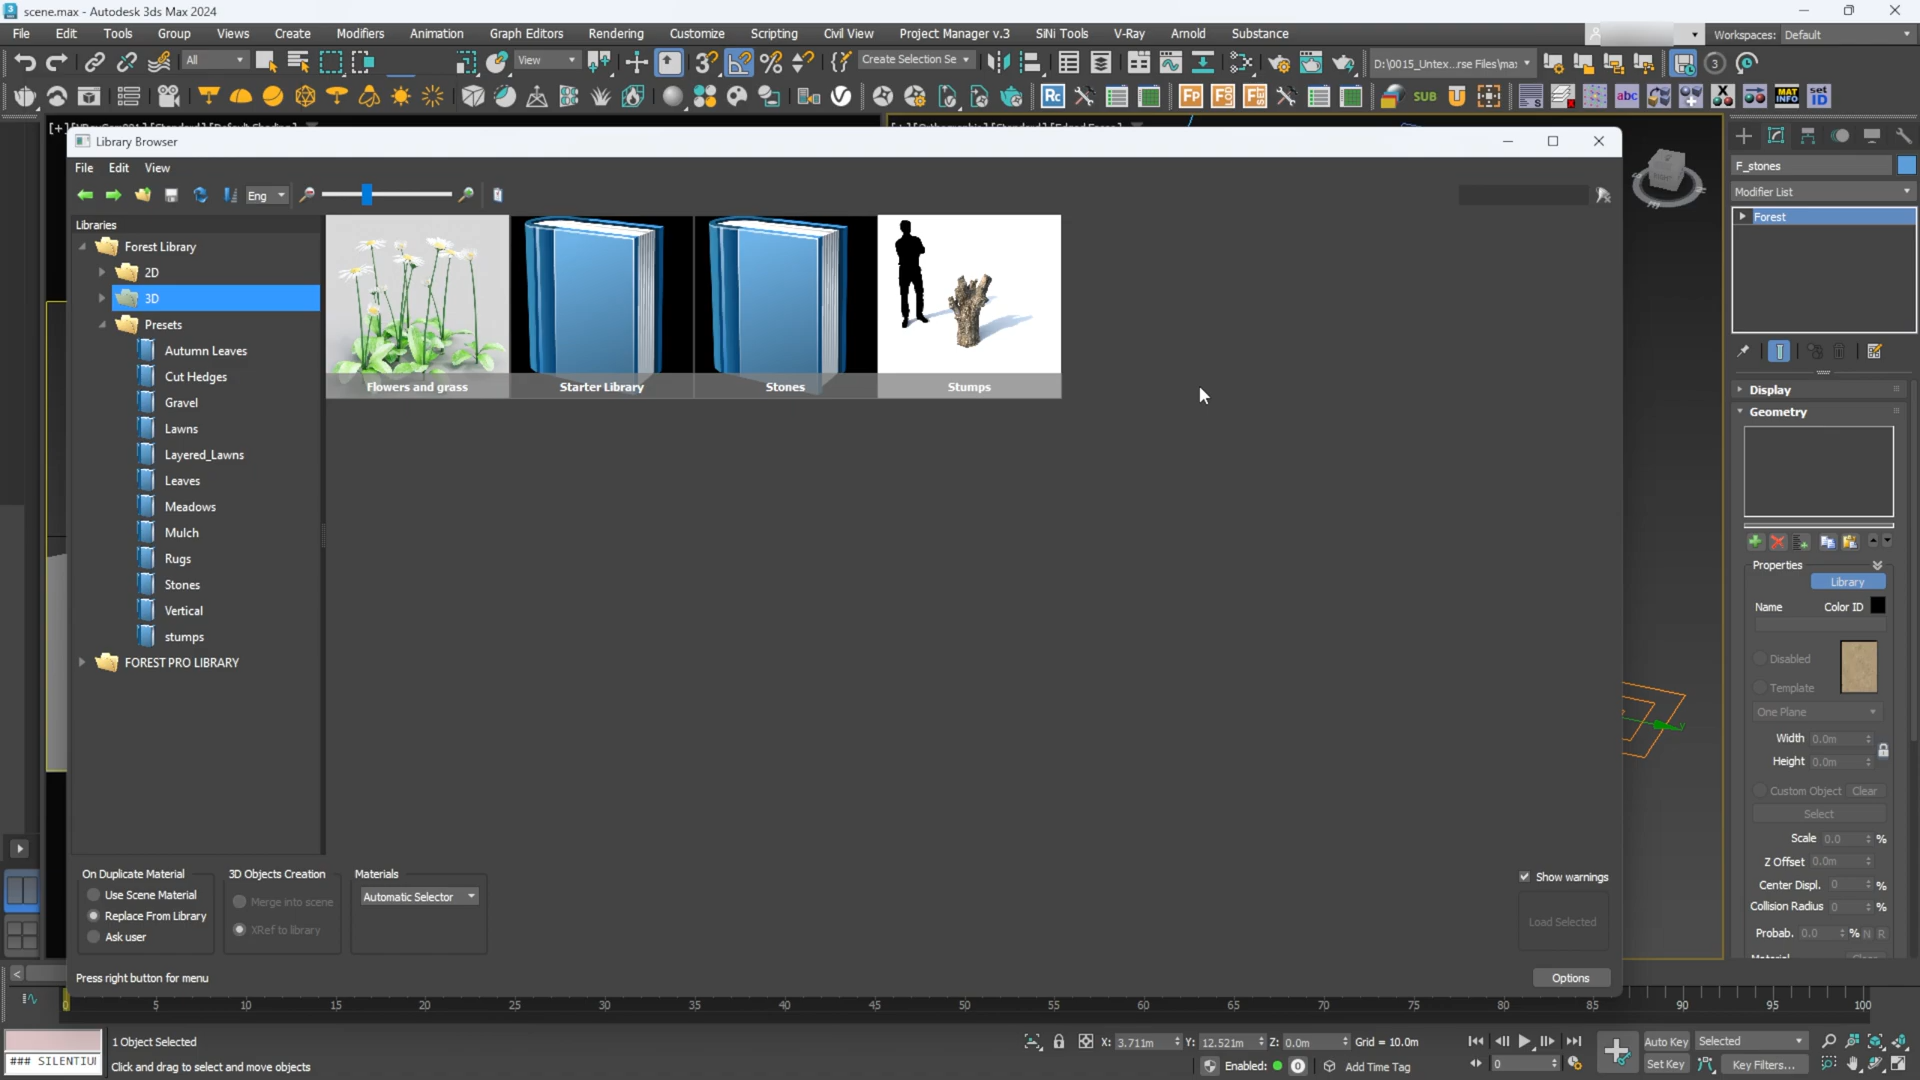 scene.max - Autodesk 3ds Max 2024
File Edit Tools Group Views Create Modifiers Animation Graph Editors Rendering Customize Scripting Civil View Project Manager v.3 SiNi Tools V-Ray Arnold Substance Workspaces: Default
All View Create Selection Se D:\0015_Untex...rse Files\max 3
Rc Fp SUB abc MAT INFO set ID
Library Browser
File Edit View
Eng
Libraries
Forest Library
2D
3D
Presets
Autumn Leaves
Cut Hedges
Gravel
Lawns
Layered_Lawns
Leaves
Meadows
Mulch
Rugs
Stones
Vertical
stumps
FOREST PRO LIBRARY
Flowers and grass Starter Library Stones Stumps
F_stones
Modifier List
Forest
Display
Geometry
Properties
Library
Name Color ID
Disabled
Template
One Plane
Width 0.0m
Height 0.0m
Custom Object Clear
Select
Scale 0.0 %
Z Offset 0.0m
Center Displ. 0 %
Collision Radius 0 %
Probab. 0.0 % N R
On Duplicate Material
Use Scene Material
Replace From Library
Ask user
3D Objects Creation
Merge into scene
XRef to library
Materials
Automatic Selector
Show warnings
Load Selected
Press right button for menu
Options
0 5 10 15 20 25 30 35 40 45 50 55 60 65 70 75 80 85 90 95 100
1 Object Selected
### SILENTIUM
Click and drag to select and move objects
X: 3.711m Y: 12.521m Z: 0.0m Grid = 10.0m
Enabled: 0 Add Time Tag
Auto Key Selected
0 Set Key Key Filters...